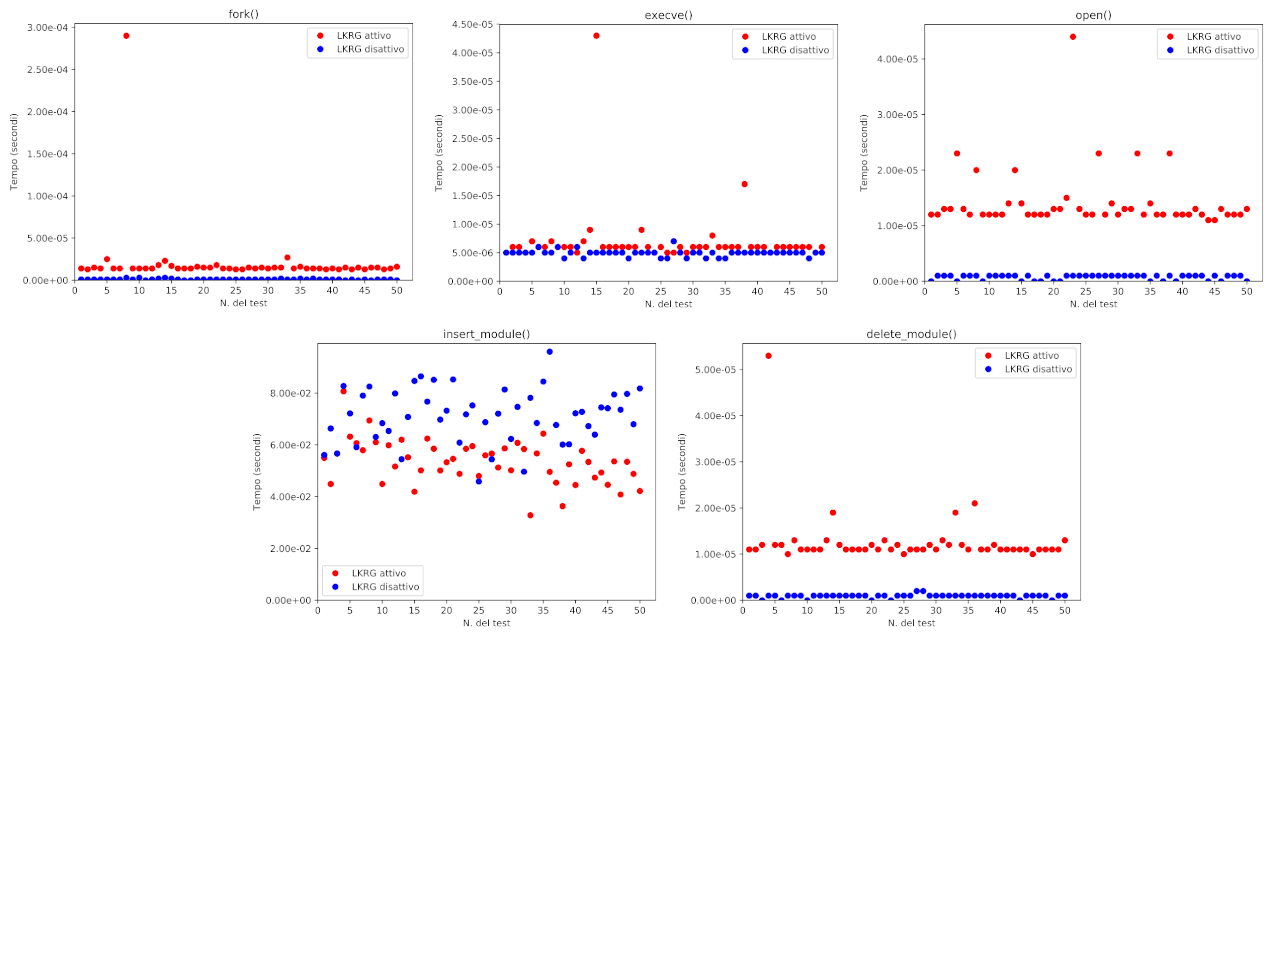 fork()
Tempo (secondi)
3.00e-04
2.50e-04
2.00e-04
1.50e-04
1.00e-04
5.00e-05
0.00e+00
0 5 10 15 20 25 30 35 40 45 50
N. del test
LKRG attivo
LKRG disattivo
execve()
Tempo (secondi)
4.50e-05
4.00e-05
3.50e-05
3.00e-05
2.50e-05
2.00e-05
1.50e-05
1.00e-05
5.00e-06
0.00e+00
0 5 10 15 20 25 30 35 40 45 50
N. del test
LKRG attivo
LKRG disattivo
open()
Tempo (secondi)
4.00e-05
3.00e-05
2.00e-05
1.00e-05
0.00e+00
0 5 10 15 20 25 30 35 40 45 50
N. del test
LKRG attivo
LKRG disattivo
insert_module()
Tempo (secondi)
8.00e-02
6.00e-02
4.00e-02
2.00e-02
0.00e+00
0 5 10 15 20 25 30 35 40 45 50
N. del test
LKRG attivo
LKRG disattivo
delete_module()
Tempo (secondi)
5.00e-05
4.00e-05
3.00e-05
2.00e-05
1.00e-05
0.00e+00
0 5 10 15 20 25 30 35 40 45 50
N. del test
LKRG attivo
LKRG disattivo